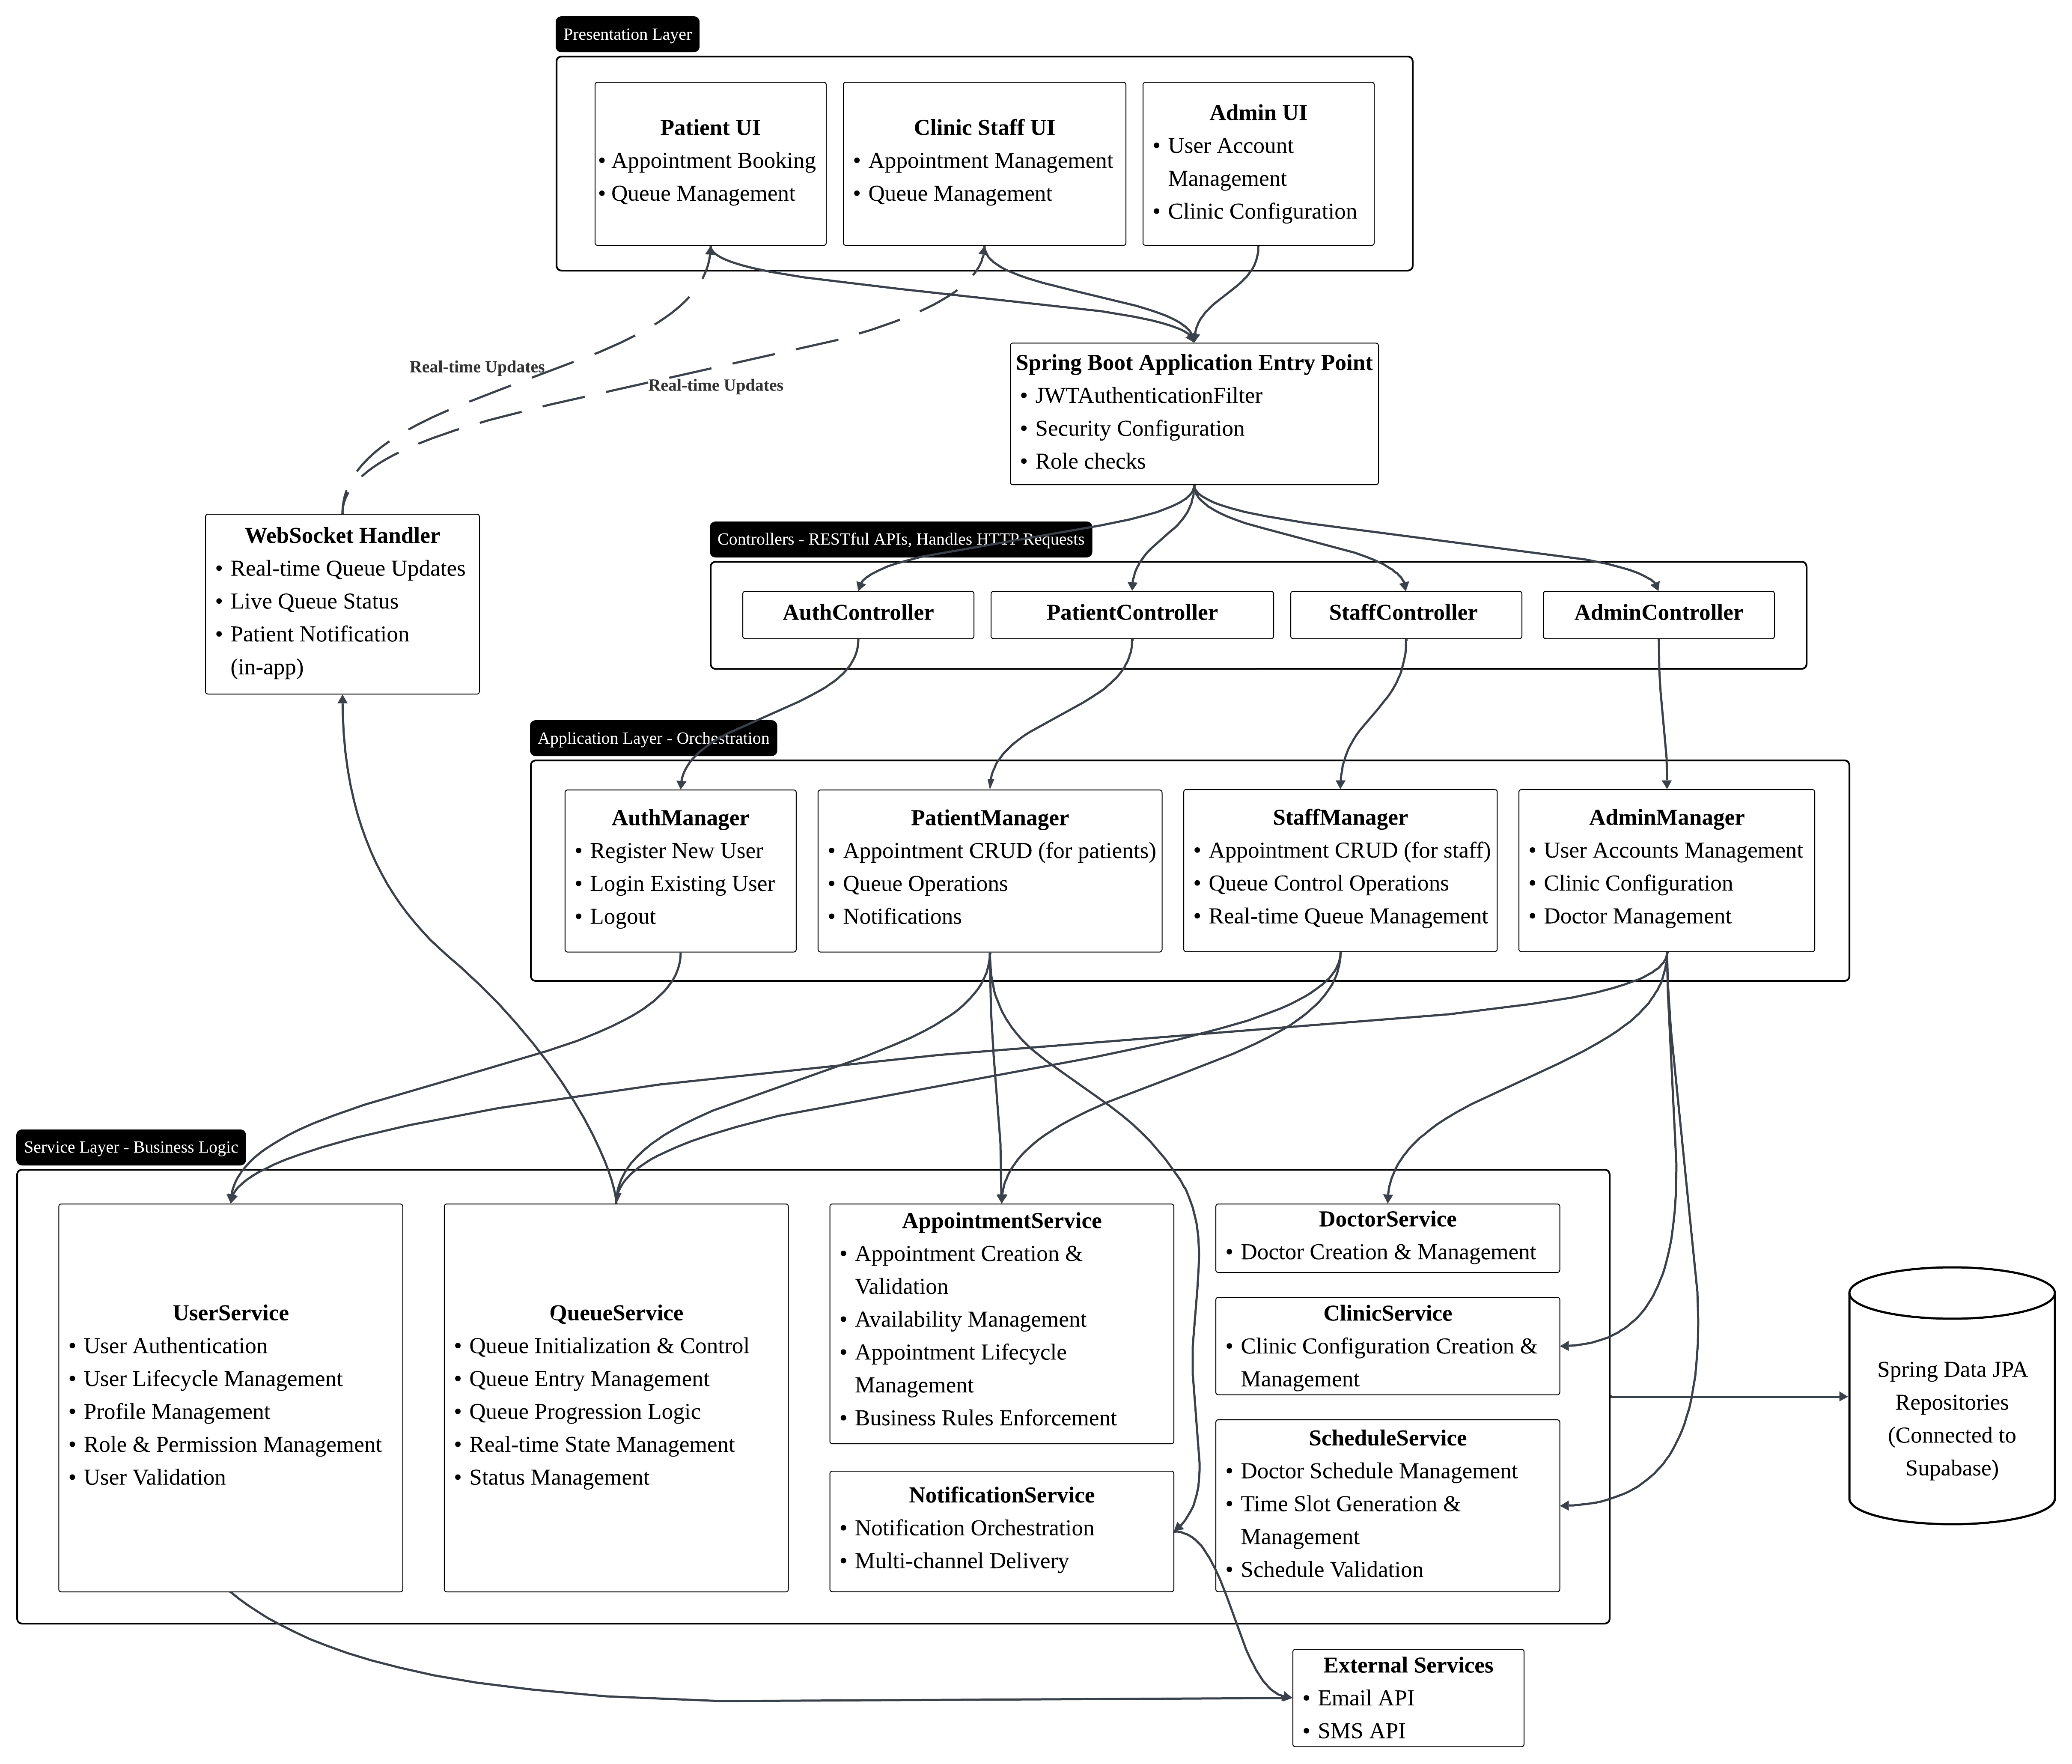 Presentation Layer
Patient UI
• Appointment Booking
• Queue Management
Clinic Staff UI
• Appointment Management
• Queue Management
Admin UI
• User Account
Management
• Clinic Configuration
Real-time Updates
Real-time Updates
Spring Boot Application Entry Point
• JWTAuthenticationFilter
• Security Configuration
• Role checks
WebSocket Handler
• Real-time Queue Updates
• Live Queue Status
• Patient Notification
(in-app)
Controllers - RESTful APIs, Handles HTTP Requests
AuthController
PatientController
StaffController
AdminController
Application Layer - Orchestration
AuthManager
• Register New User
• Login Existing User
• Logout
PatientManager
• Appointment CRUD (for patients)
• Queue Operations
• Notifications
StaffManager
• Appointment CRUD (for staff)
• Queue Control Operations
• Real-time Queue Management
AdminManager
• User Accounts Management
• Clinic Configuration
• Doctor Management
Service Layer - Business Logic
UserService
• User Authentication
• User Lifecycle Management
• Profile Management
• Role & Permission Management
• User Validation
QueueService
• Queue Initialization & Control
• Queue Entry Management
• Queue Progression Logic
• Real-time State Management
• Status Management
AppointmentService
• Appointment Creation &
Validation
• Availability Management
• Appointment Lifecycle
Management
• Business Rules Enforcement
NotificationService
• Notification Orchestration
• Multi-channel Delivery
DoctorService
• Doctor Creation & Management
ClinicService
• Clinic Configuration Creation &
Management
ScheduleService
• Doctor Schedule Management
• Time Slot Generation &
Management
• Schedule Validation
Spring Data JPA
Repositories
(Connected to
Supabase)
External Services
• Email API
• SMS API